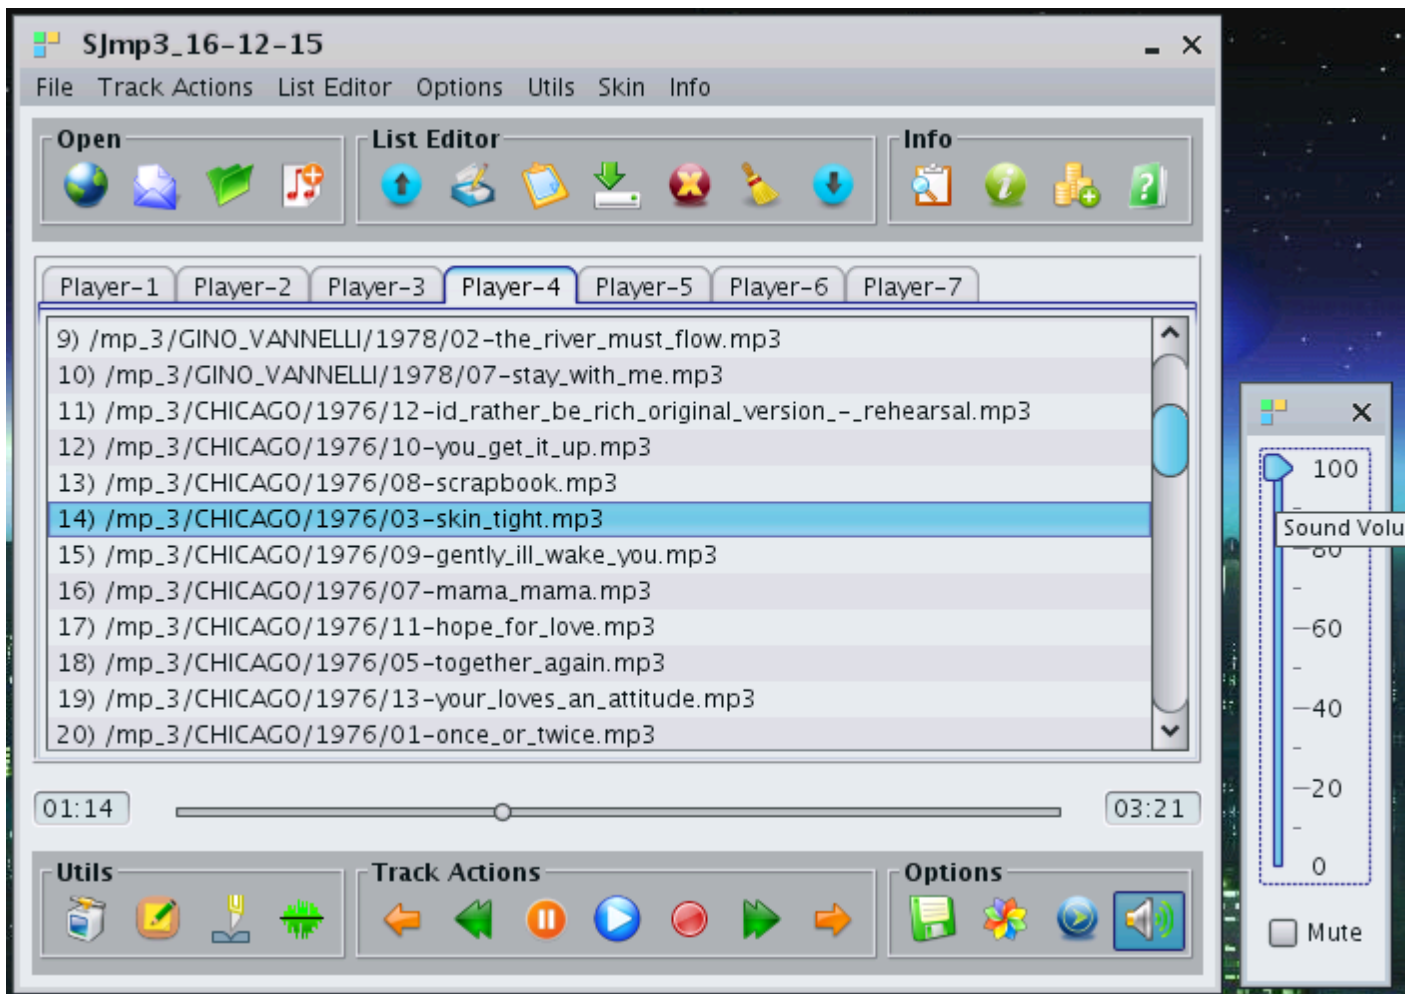 SJmp3_16-12-15
File Track Actions List Editor Options Utils Skin Info
Open List Editor Info
Player-1 Player-2 Player-3 Player-4 Player-5 Player-6 Player-7
9) /mp_3/GINO_VANNELLI/1978/02-the_river_must_flow.mp3
10) /mp_3/GINO_VANNELLI/1978/07-stay_with_me.mp3
11) /mp_3/CHICAGO/1976/12-id_rather_be_rich_original_version_-_rehearsal.mp3
12) /mp_3/CHICAGO/1976/10-you_get_it_up.mp3
13) /mp_3/CHICAGO/1976/08-scrapbook.mp3
14) /mp_3/CHICAGO/1976/03-skin_tight.mp3
15) /mp_3/CHICAGO/1976/09-gently_ill_wake_you.mp3
16) /mp_3/CHICAGO/1976/07-mama_mama.mp3
17) /mp_3/CHICAGO/1976/11-hope_for_love.mp3
18) /mp_3/CHICAGO/1976/05-together_again.mp3
19) /mp_3/CHICAGO/1976/13-your_loves_an_attitude.mp3
20) /mp_3/CHICAGO/1976/01-once_or_twice.mp3
01:14 03:21
Utils Track Actions Options
100
Sound Volu
80
60
40
20
0
Mute